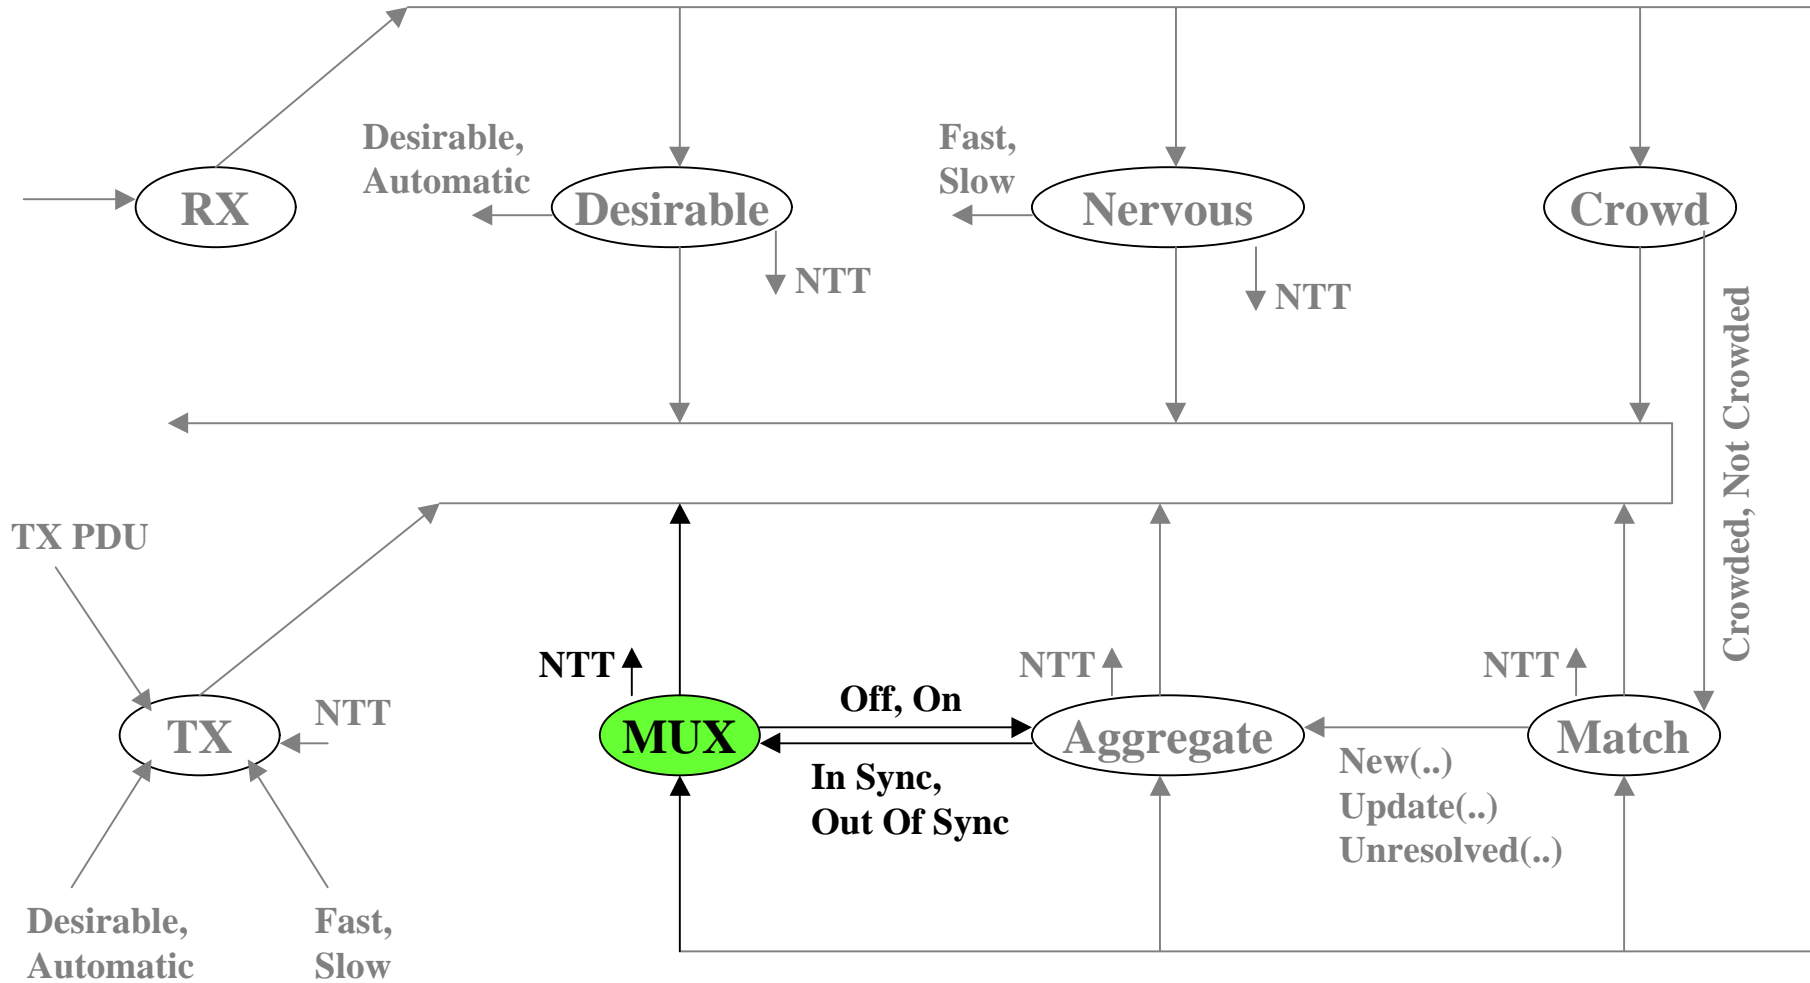 Desirable,
Automatic
Fast,
Slow
RX
Desirable
Nervous
Crowd
NTT
NTT
Crowded, Not Crowded
TX PDU
NTT
NTT
NTT
Off, On
NTT
TX
MUX
Aggregate
Match
In Sync,
Out Of Sync
New(..)
Update(..)
Unresolved(..)
Desirable,
Automatic
Fast,
Slow